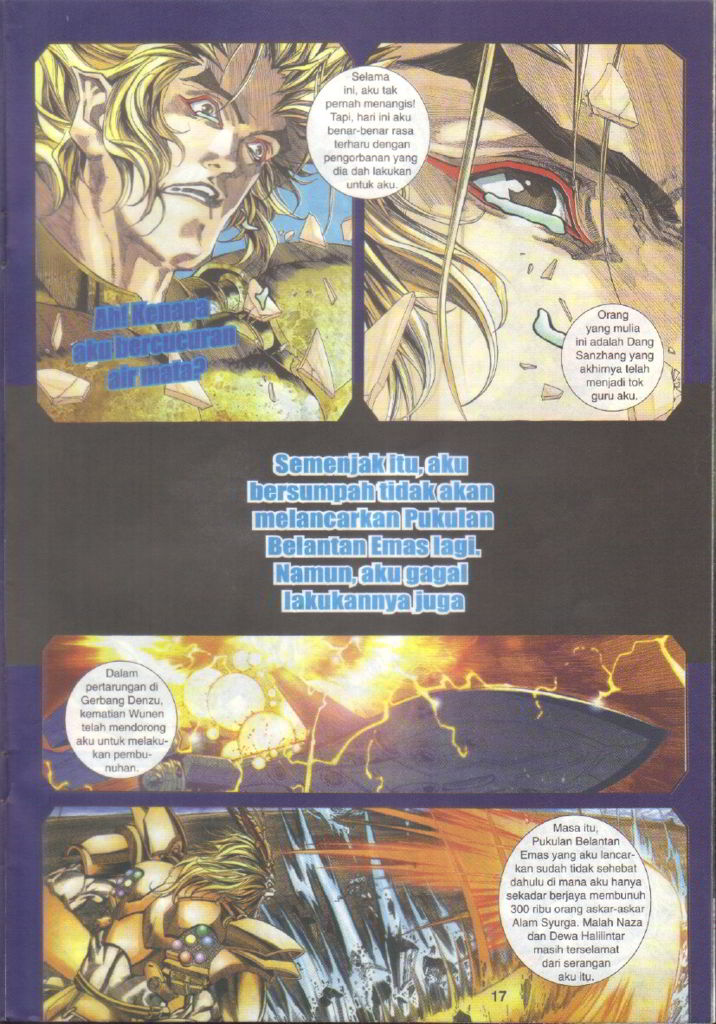 Selama
ini, aku tak
pernah menangis!
Tapi, hari ini aku
benar-benar rasa
terharu dengan
pengorbanan yang
dia dah lakukan
untuk aku.
Ah! Kenapa
aku bercucuran
air mata?
Orang
yang mulia
ini adalah Dang
Sanzhang yang
akhirnya telah
menjadi tok
guru aku.
Semenjak itu, aku
bersumpah tidak akan
melancarkan Pukulan
Belantan Emas lagi.
Namun, aku gagal
lakukannya juga
Dalam
pertarungan di
Gerbang Denzu,
kematian Wunen
telah mendorong
aku untuk melaku-
kan pembu-
nuhan.
Masa itu,
Pukulan Belantan
Emas yang aku lancar-
kan sudah tidak sehebat
dahulu di mana aku hanya
sekadar berjaya membunuh
300 ribu orang askar-askar
Alam Syurga. Malah Naza
dan Dewa Halilintar
masih terselamat
dari serangan
aku itu.
17